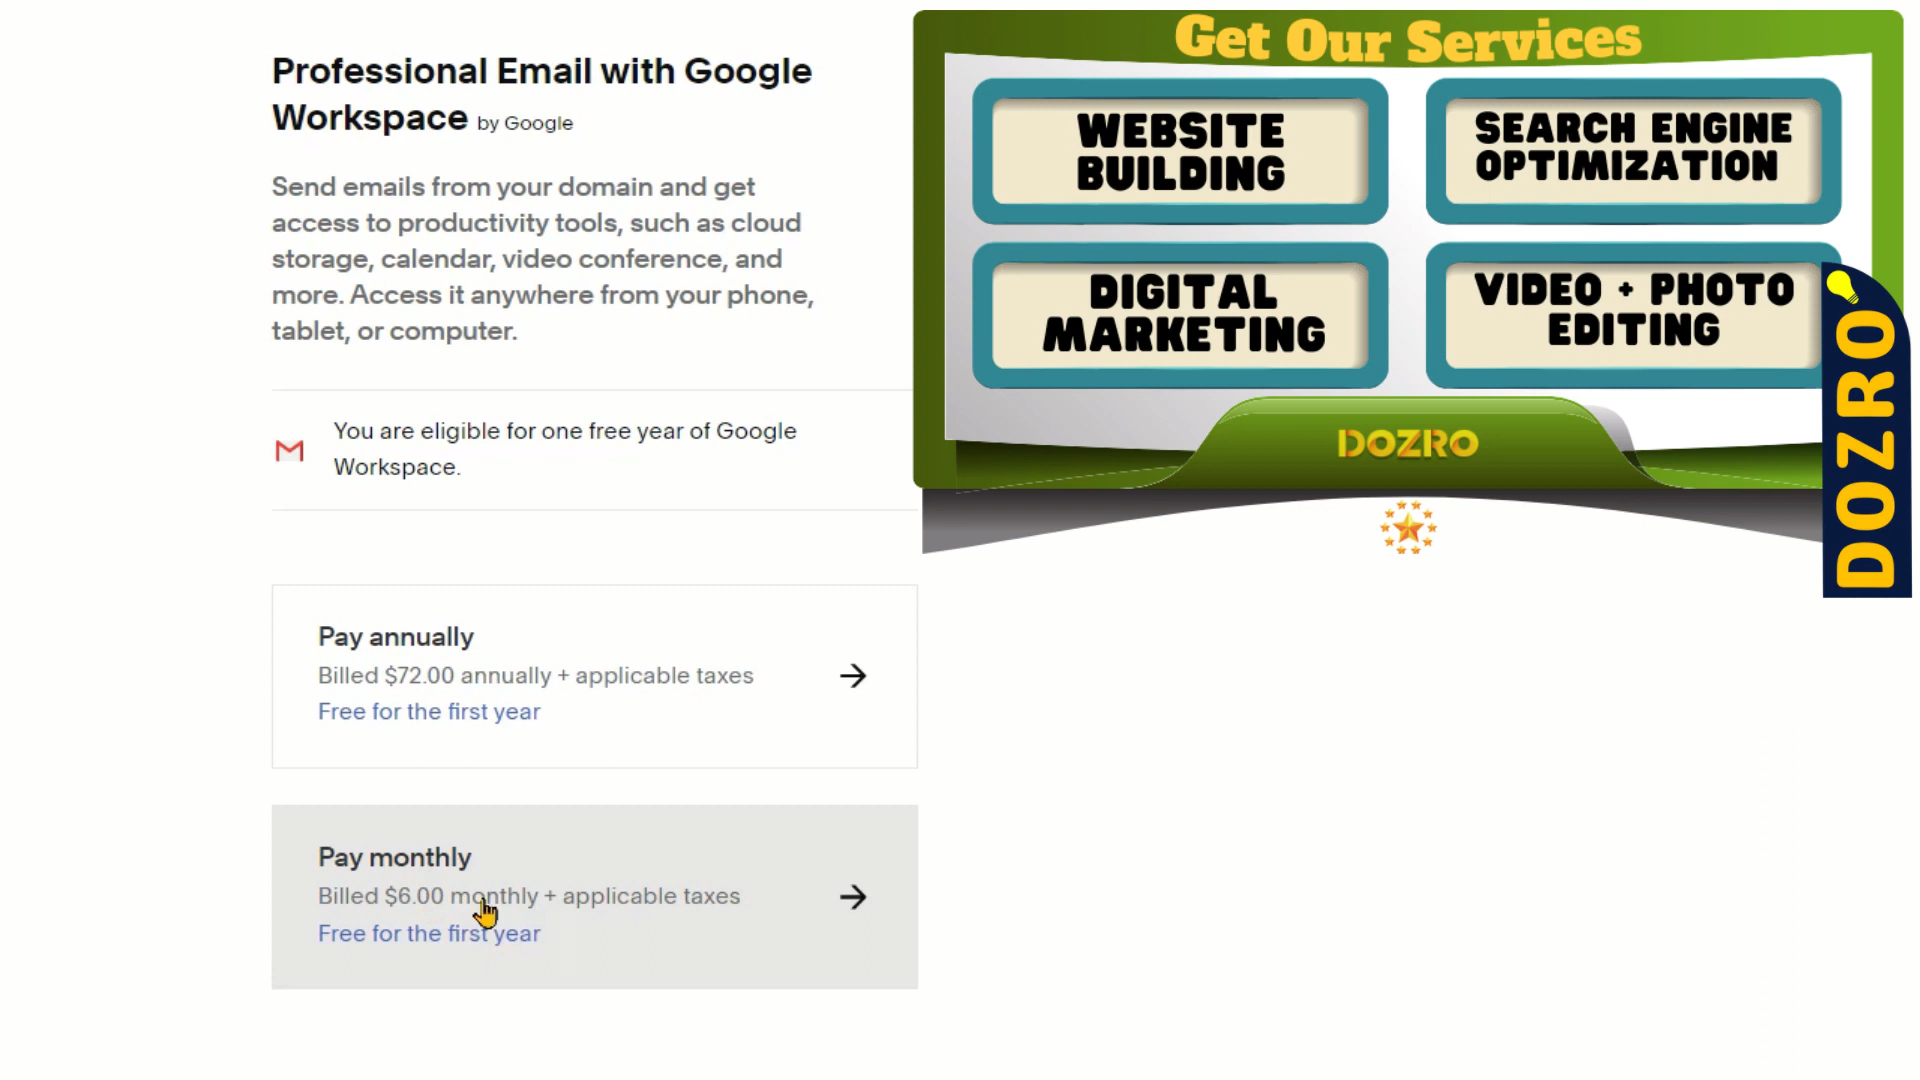 Professional Email with Google
Workspace by Google
Send emails from your domain and get
access to productivity tools, such as cloud
storage, calendar, video conference, and
more. Access it anywhere from your phone,
tablet, or computer.
You are eligible for one free year of Google
Workspace.
Pay annually
Billed $72.00 annually + applicable taxes
Free for the first year
Pay monthly
Billed $6.00 monthly + applicable taxes
Free for the first year
Get Our Services
WEBSITE
BUILDING
SEARCH ENGINE
OPTIMIZATION
DIGITAL
MARKETING
VIDEO + PHOTO
EDITING
DOZRO
DOZRO